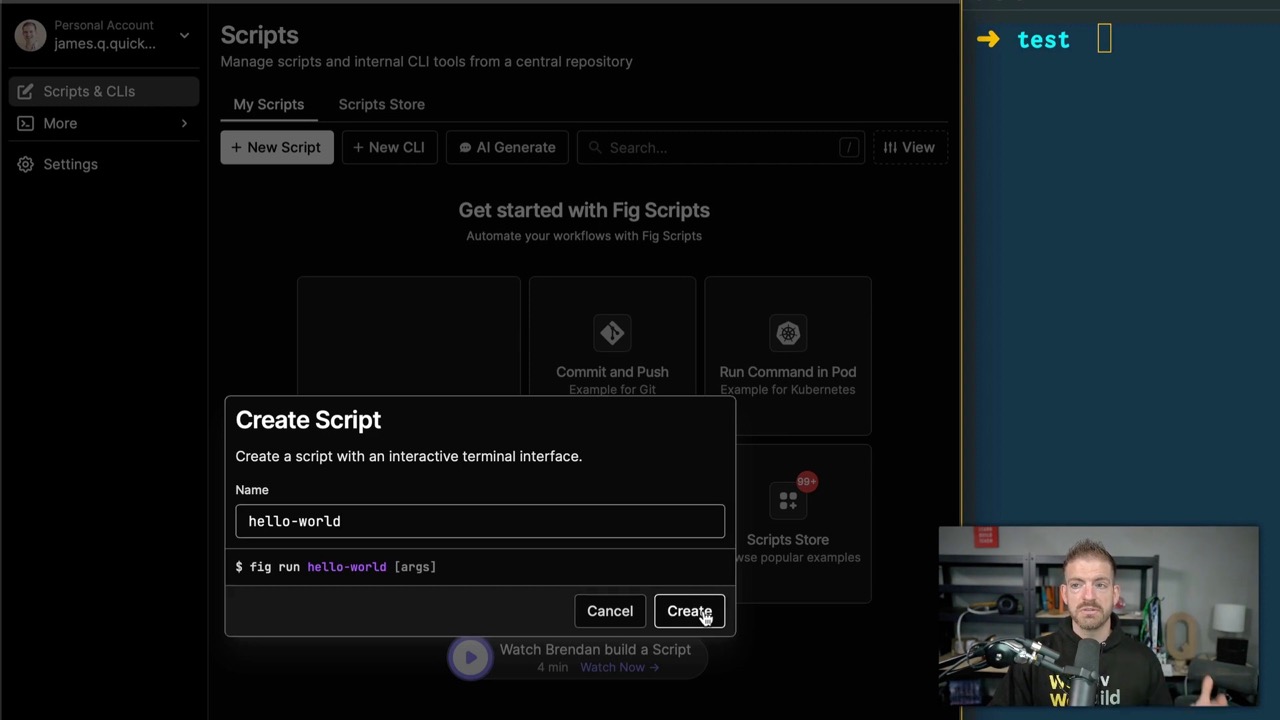 Personal Account
james.q.quick...
Scripts & CLIs
More
Settings
Scripts
Manage scripts and internal CLI tools from a central repository
My Scripts
Scripts Store
+ New Script
+ New CLI
AI Generate
Search...
/
View
Get started with Fig Scripts
Automate your workflows with Fig Scripts
Commit and Push
Example for Git
Run Command in Pod
Example for Kubernetes
Create Script
Create a script with an interactive terminal interface.
Name
hello-world
$ fig run hello-world [args]
Cancel
Create
99+
Scripts Store
wse popular examples
Watch Brendan build a Script
4 min
Watch Now →
➜ test